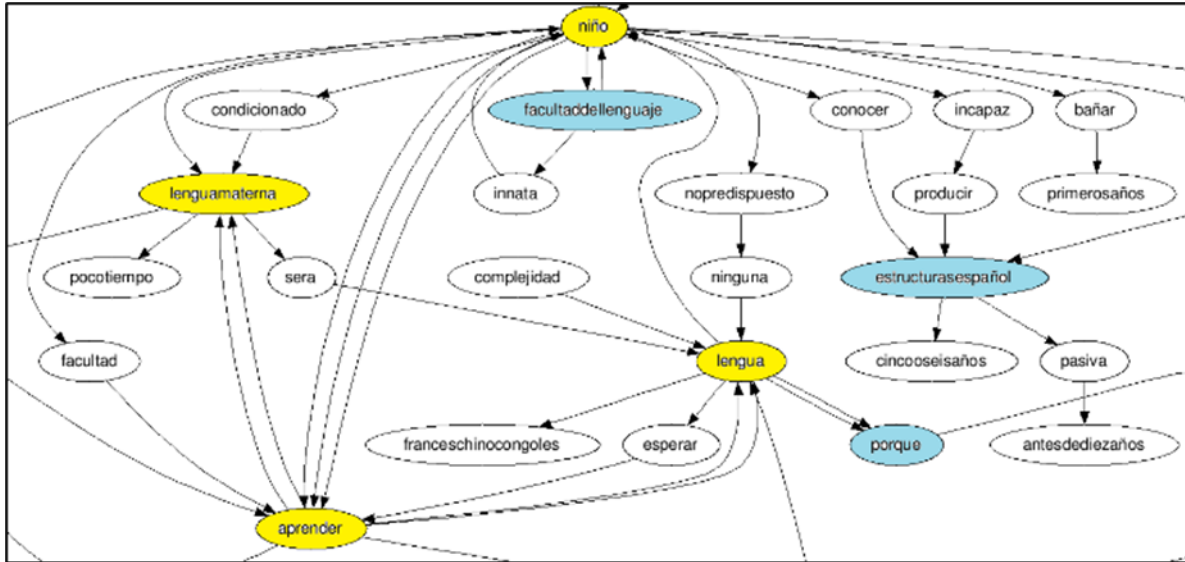 niño
condicionado
facultaddellenguaje
conocer
incapaz
bañar
lenguamaterna
innata
nopredispuesto
producir
primerosaños
pocotiempo
sera
complejidad
ninguna
estructurasespañol
facultad
lengua
cincooseisaños
pasiva
franceschinocongoles
esperar
porque
antesdediezaños
aprender